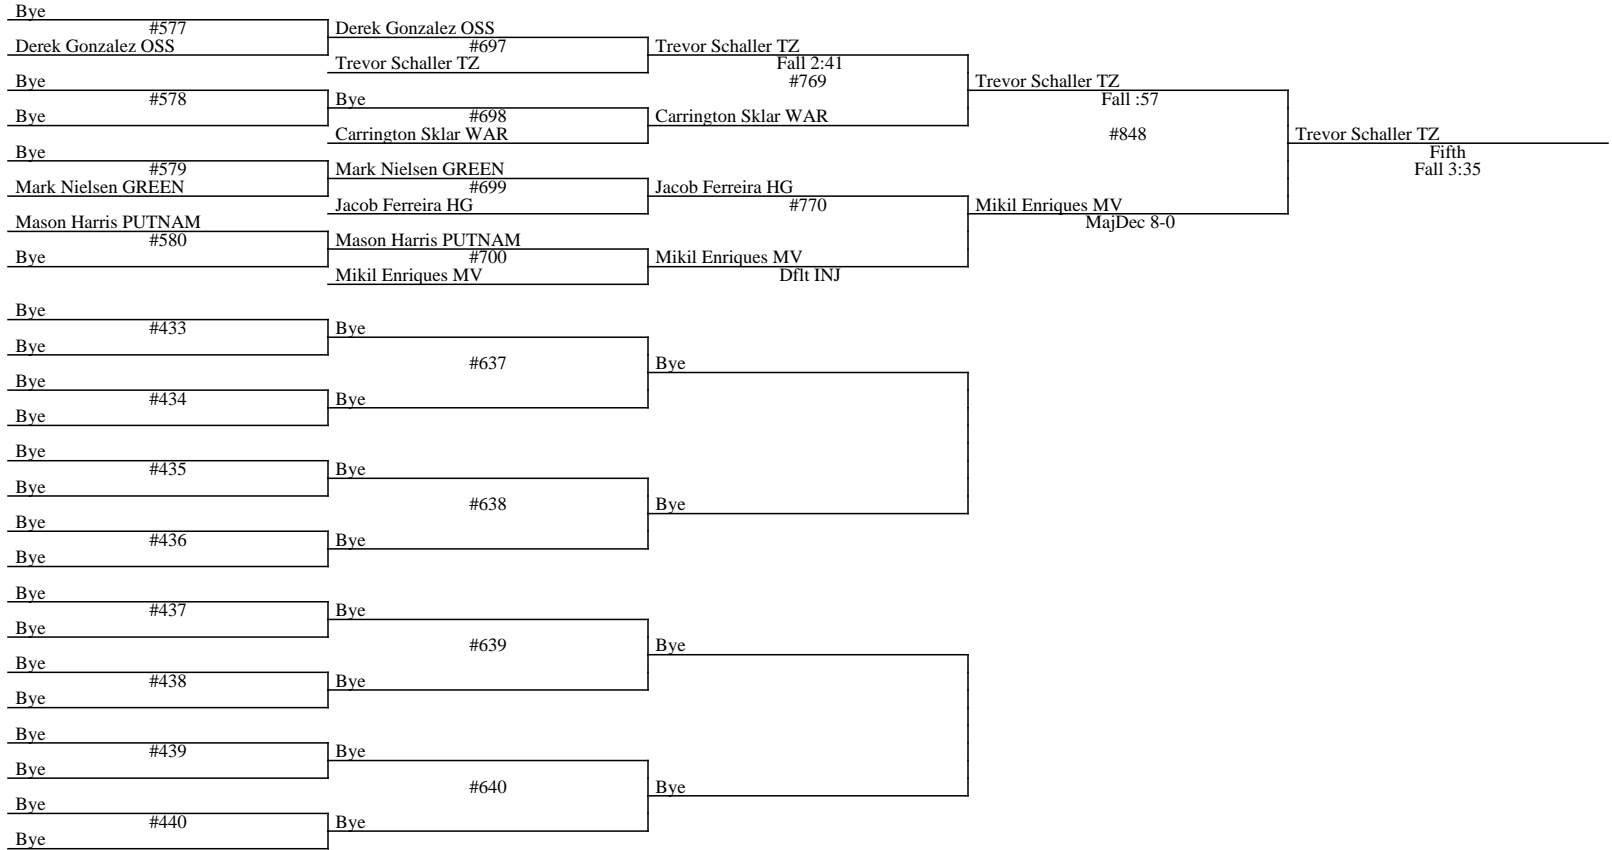 Bye
#577
Derek Gonzalez OSS
Derek Gonzalez OSS
#697
Trevor Schaller TZ
Trevor Schaller TZ
Fall 2:41
#769
Bye
#578
Bye
Bye
#698
Carrington Sklar WAR
Carrington Sklar WAR
Trevor Schaller TZ
Fall :57
#848
Trevor Schaller TZ
Fifth
Fall 3:35
Bye
#579
Mark Nielsen GREEN
Mark Nielsen GREEN
#699
Jacob Ferreira HG
Jacob Ferreira HG
#770
Mikil Enriques MV
MajDec 8-0
Mason Harris PUTNAM
#580
Bye
Mason Harris PUTNAM
#700
Mikil Enriques MV
Mikil Enriques MV
Dflt INJ
Bye
#433
Bye
Bye
#637
Bye
Bye
#434
Bye
Bye
Bye
#435
Bye
Bye
#638
Bye
Bye
#436
Bye
Bye
Bye
#437
Bye
Bye
#639
Bye
Bye
#438
Bye
Bye
Bye
#439
Bye
Bye
#640
Bye
Bye
#440
Bye
Bye